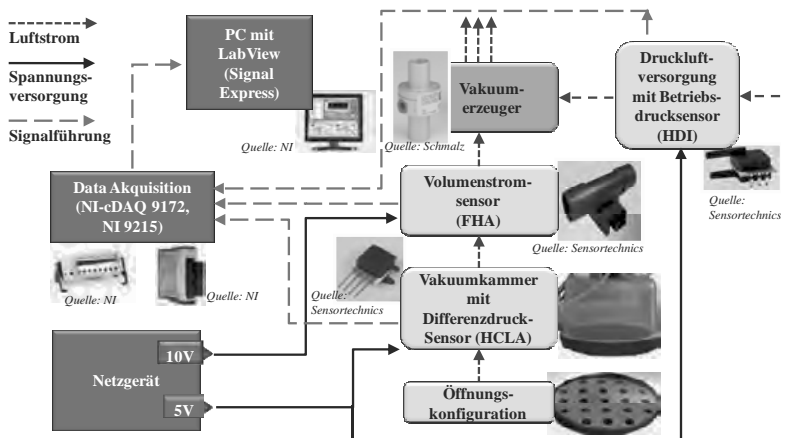 Luftstrom
Spannungs-
versorgung
Signalführung
PC mit
LabView
(Signal
Express)
Quelle: NI
Quelle: Schmalz
Vakuum-
erzeuger
Druckluft-
versorgung
mit Betriebs-
drucksensor
(HDI)
Quelle:
Sensortechnics
Data Akquisition
(NI-cDAQ 9172,
NI 9215)
Quelle: NI
Quelle: NI
Volumenstrom-
sensor
(FHA)
Quelle: Sensortechnics
Quelle:
Sensortechnics
Vakuumkammer
mit
Differenzdruck-
Sensor (HCLA)
Netzgerät
10V
5V
Öffnungs-
konfiguration